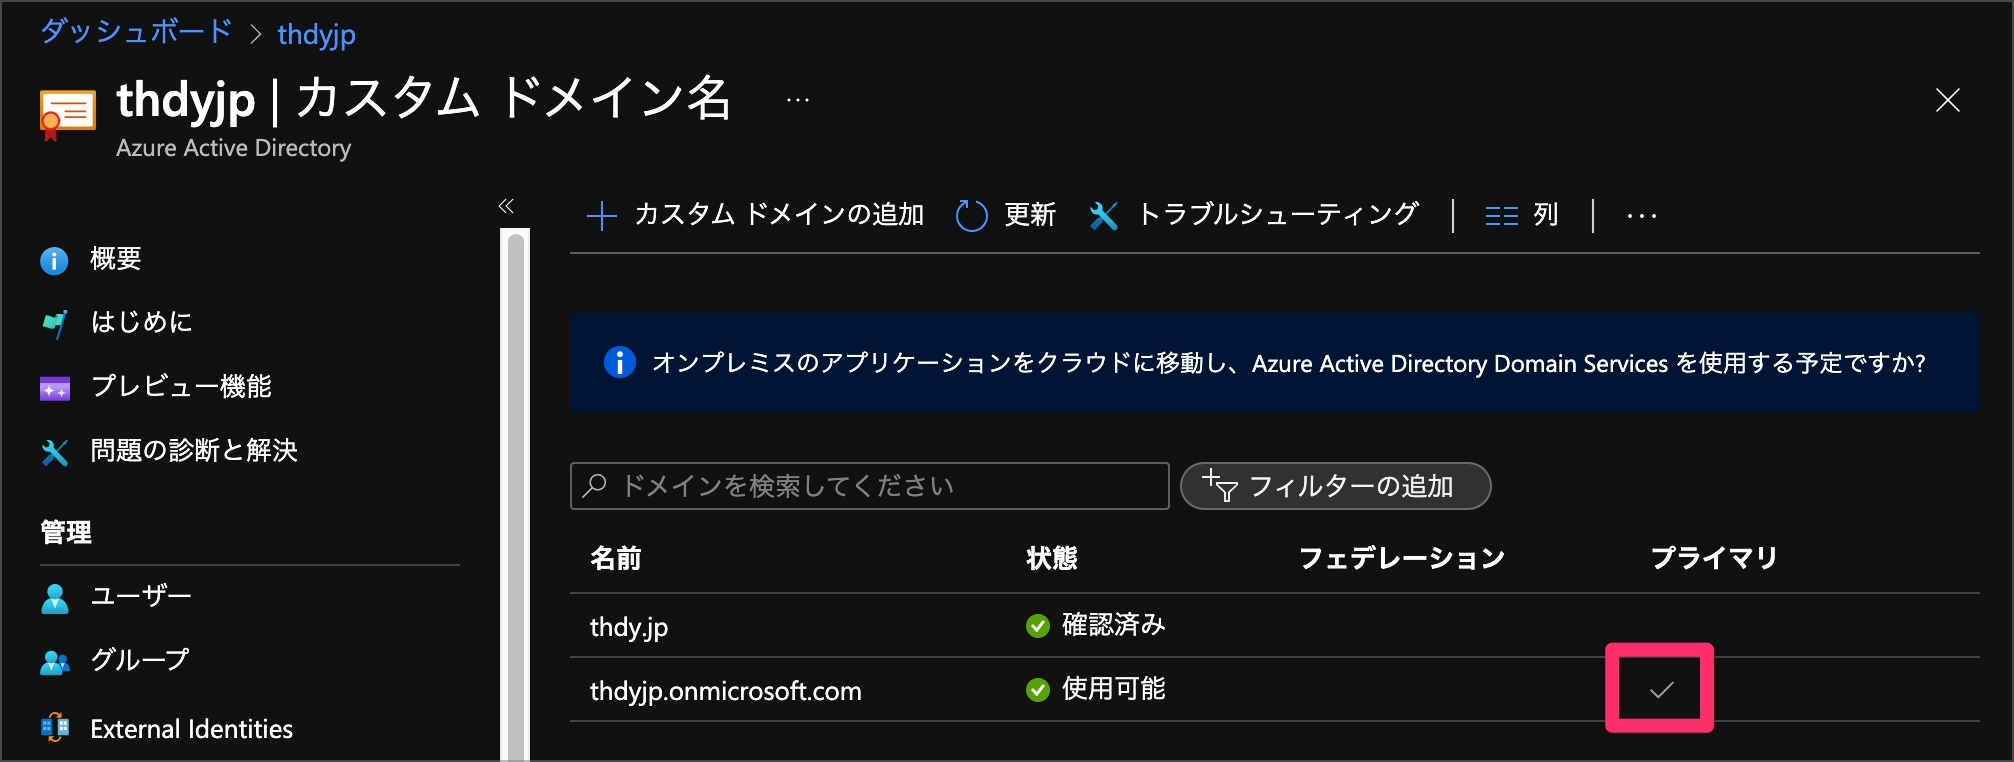 ダッシュボード > thdyjp
thdyjp | カスタム ドメイン名 ...
Azure Active Directory
«
概要
はじめに
プレビュー機能
問題の診断と解決
管理
ユーザー
グループ
External Identities
カスタム ドメインの追加 更新 トラブルシューティング | 列 | ...
オンプレミスのアプリケーションをクラウドに移動し、Azure Active Directory Domain Services を使用する予定ですか?
ドメインを検索してください フィルターの追加
名前 状態 フェデレーション プライマリ
thdy.jp 確認済み
thdyjp.onmicrosoft.com 使用可能